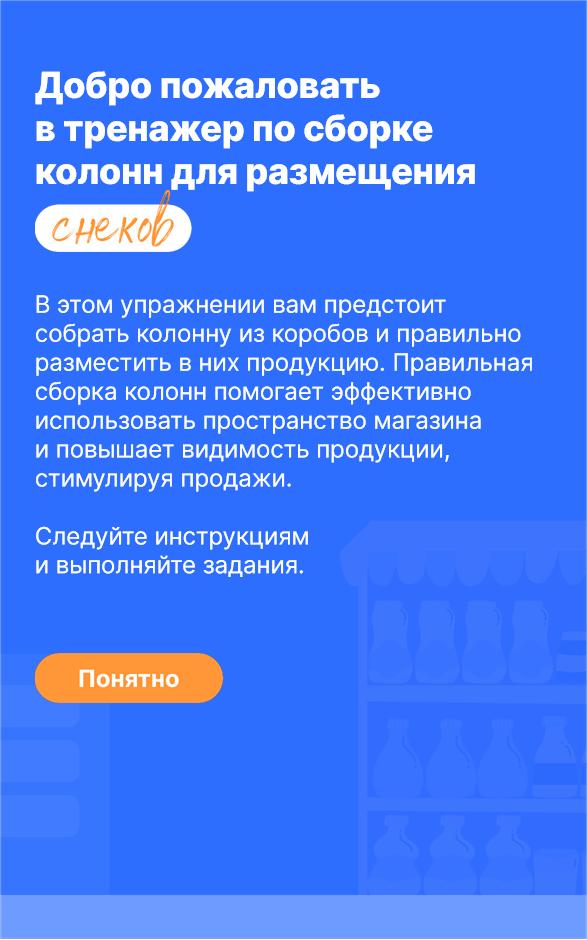 Добро пожаловать
в тренажер по сборке
колонн для размещения
снеков
В этом упражнении вам предстоит
собрать колонну из коробов и правильно
разместить в них продукцию. Правильная
сборка колонн помогает эффективно
использовать пространство магазина
и повышает видимость продукции,
стимулируя продажи.
Следуйте инструкциям
и выполняйте задания.
Понятно